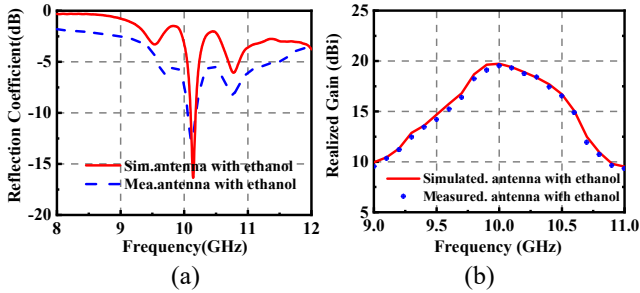 0
-5
-10
-15
-20
Reflection Coefficient(dB)
Sim.antenna with ethanol
Mea.antenna with ethanol
8 9 10 11 12
Frequency(GHz)
(a)
25
20
15
10
5
Realized Gain (dBi)
Simulated. antenna with ethanol
Measured. antenna with ethanol
9.0 9.5 10.0 10.5 11.0
Frequency (GHz)
(b)